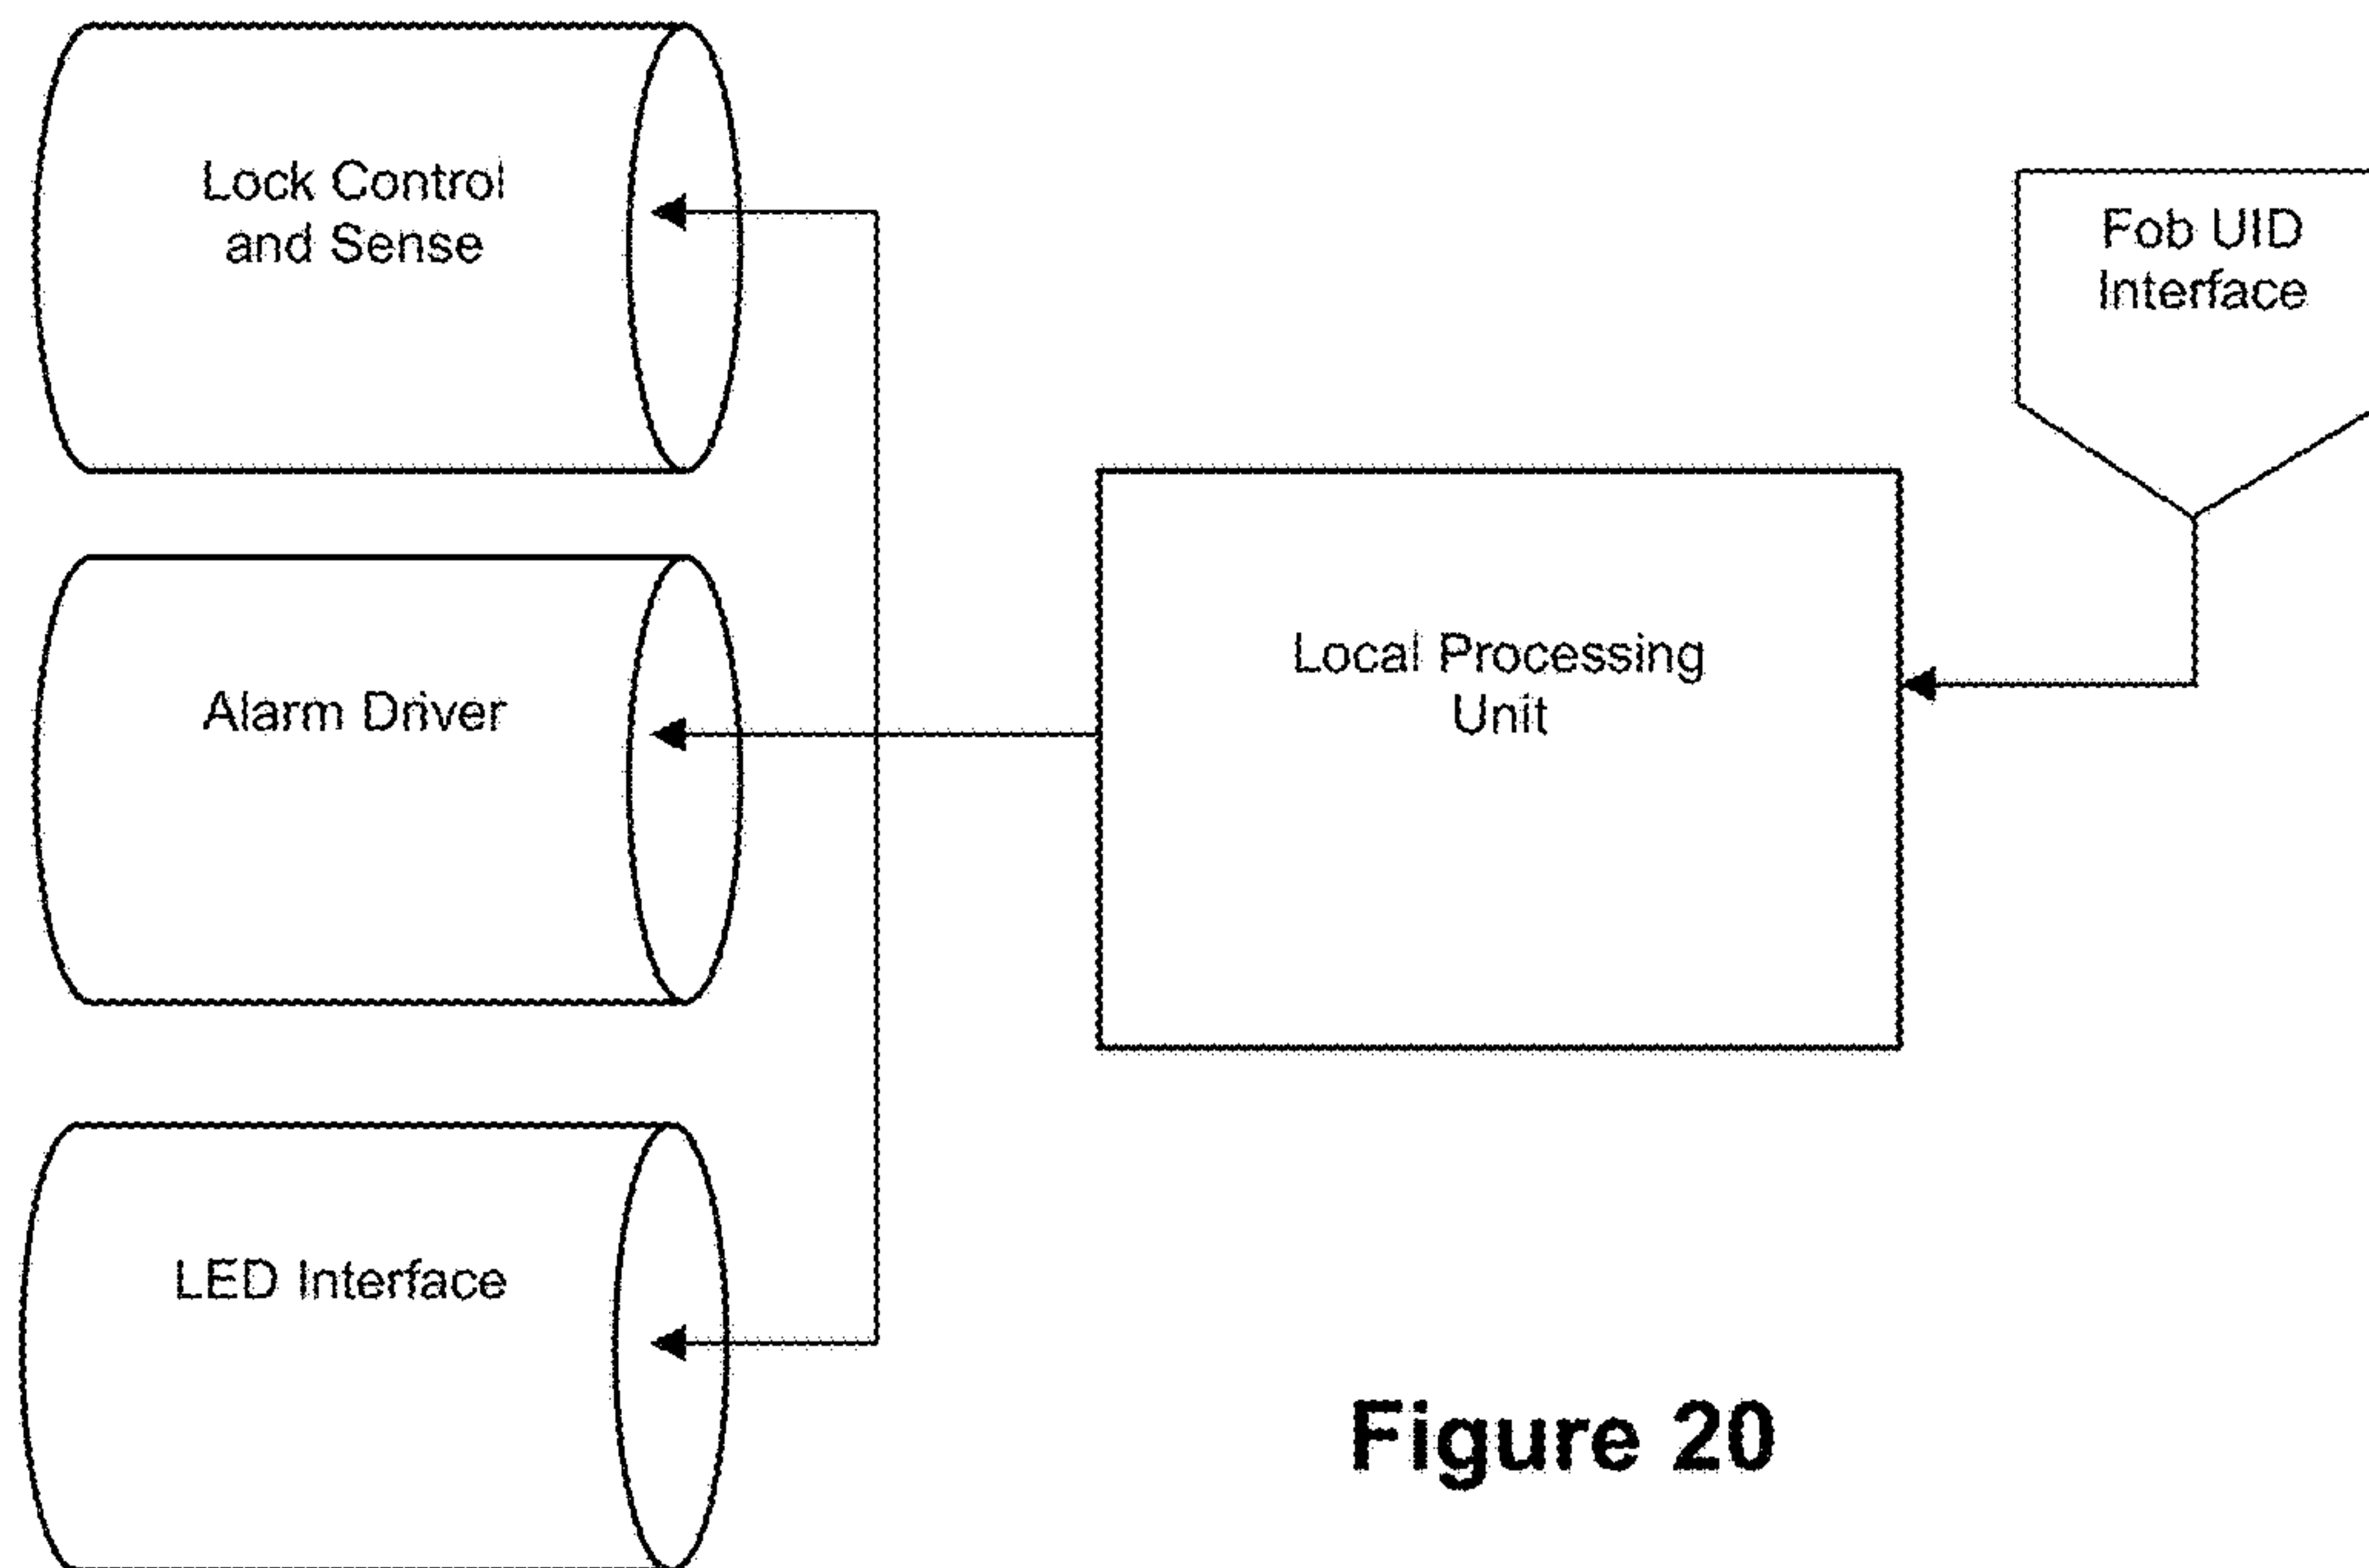 Lock Control
and Sense
Fob UID
Interface
Local Processing
Unit
Alarm Driver
LED Interface
Figure 20